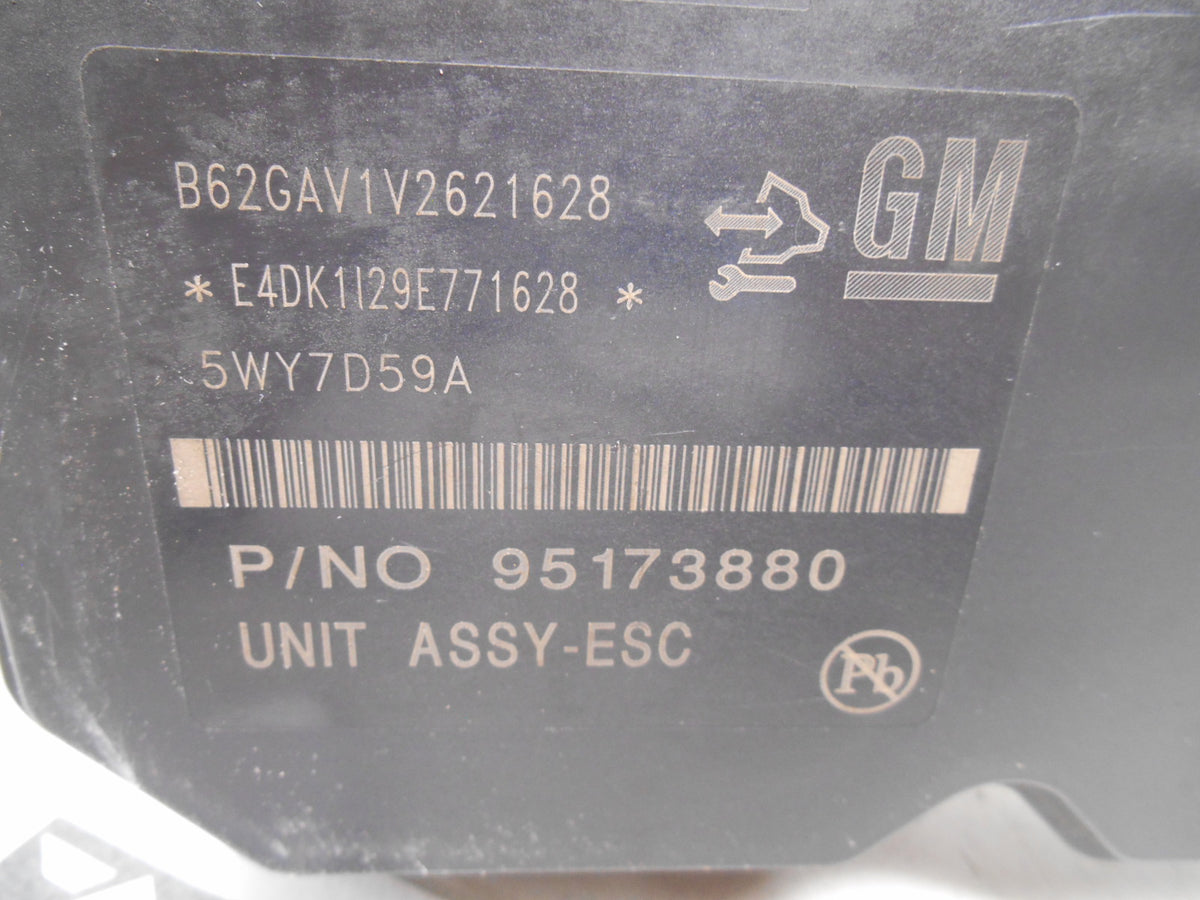 B62GAV1V2621628
GM
* E4DK1I29E771628 *
5WY7D59A
P/NO 95173880
UNIT ASSY-ESC
Pb